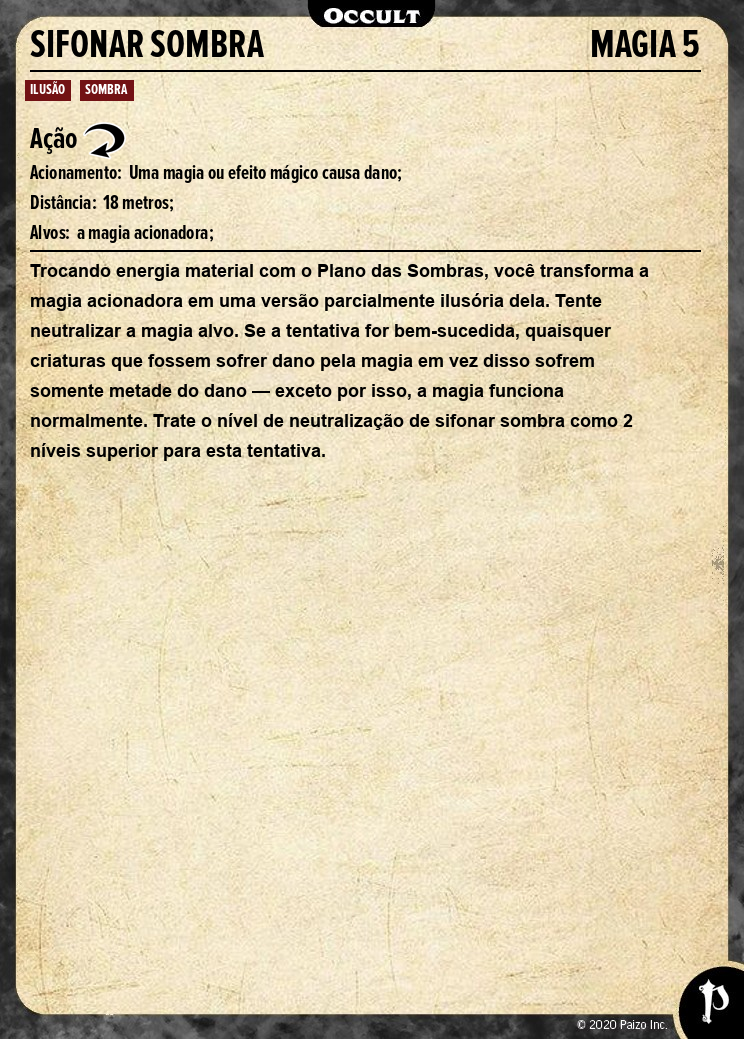 OCCULT
SIFONAR SOMBRA MAGIA 5
ILUSÃO SOMBRA
Ação
Acionamento: Uma magia ou efeito mágico causa dano;
Distância: 18 metros;
Alvos: a magia acionadora;
Trocando energia material com o Plano das Sombras, você transforma a
magia acionadora em uma versão parcialmente ilusória dela. Tente
neutralizar a magia alvo. Se a tentativa for bem-sucedida, quaisquer
criaturas que fossem sofrer dano pela magia em vez disso sofrem
somente metade do dano — exceto por isso, a magia funciona
normalmente. Trate o nível de neutralização de sifonar sombra como 2
níveis superior para esta tentativa.
© 2020 Paizo Inc.
P